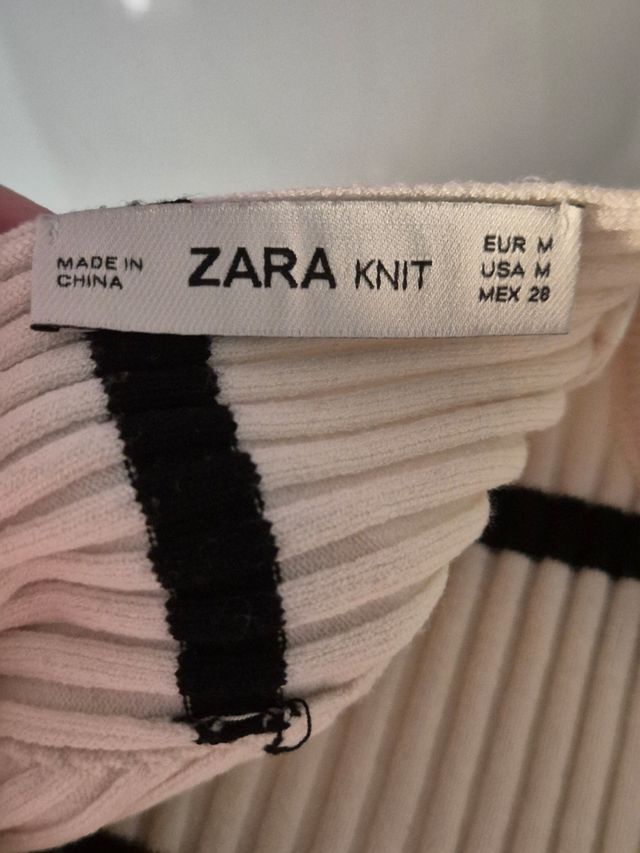 MADE IN
CHINA
ZARA KNIT
EUR M
USA M
MEX 28